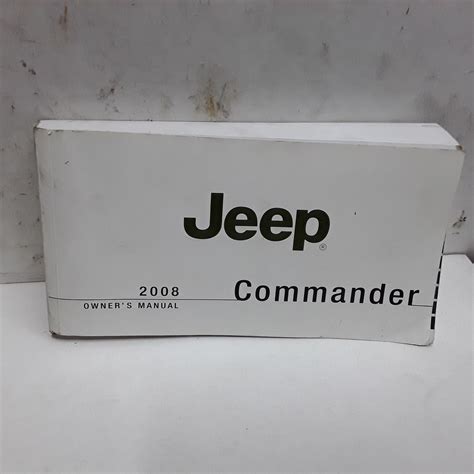 Jeep®
2008 Commander
OWNER'S MANUAL